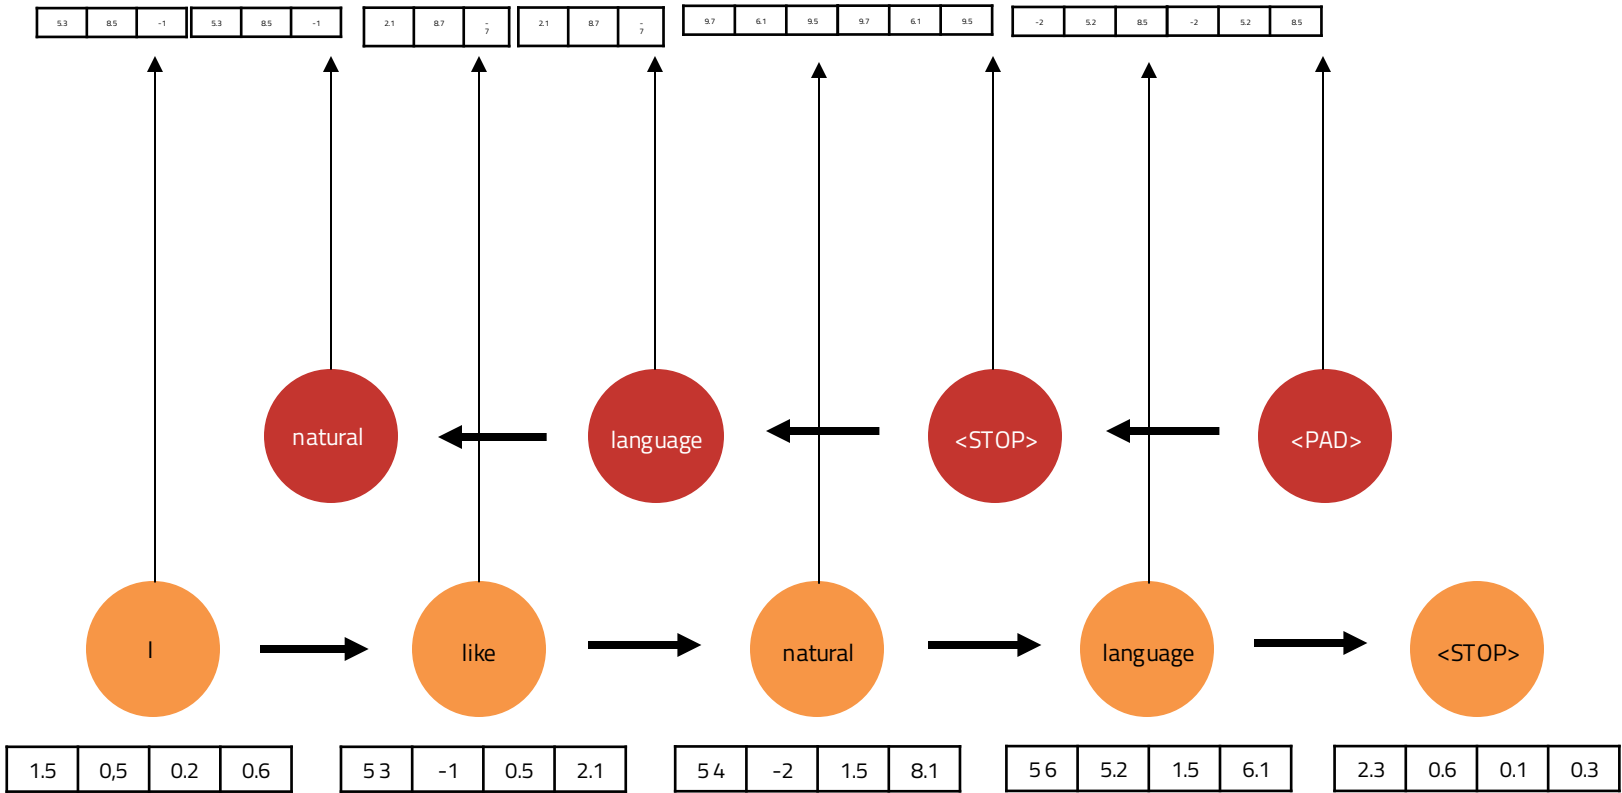 5.3 8.5 -1 5.3 8.5 -1 2.1 8.7 -7 2.1 8.7 -7 9.7 6.1 9.5 9.7 6.1 9.5 -2 5.2 8.5 -2 5.2 8.5
natural language <STOP> <PAD>
I like natural language <STOP>
1.5 0,5 0.2 0.6 5 3 -1 0.5 2.1 5 4 -2 1.5 8.1 5 6 5.2 1.5 6.1 2.3 0.6 0.1 0.3